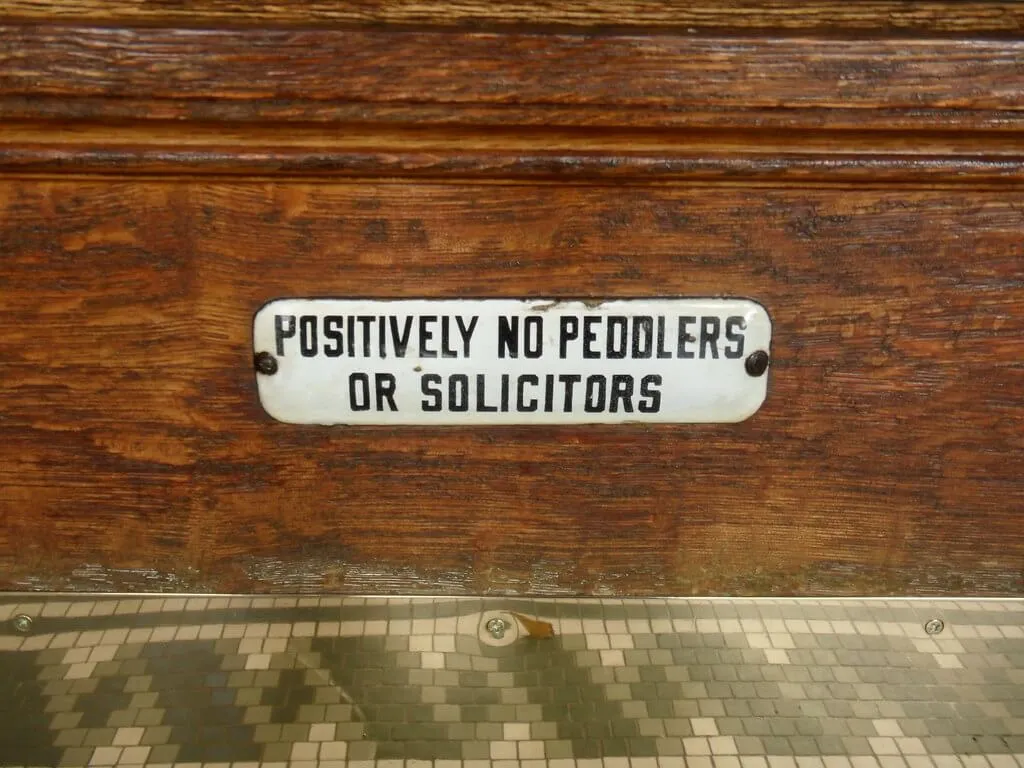 POSITIVELY NO PEDDLERS
OR SOLICITORS